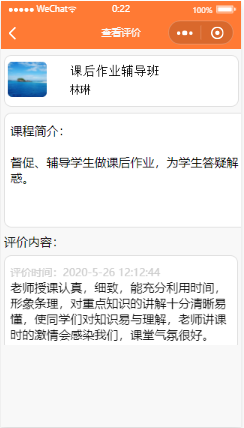 WeChat
0:22
100%
查看评价
课后作业辅导班
林琳
课程简介:
督促、辅导学生做课后作业，为学生答疑解
惑。
评价内容:
评价时间: 2020-5-26 12:12:44
老师授课认真，细致，能充分利用时间，
形象条理，对重点知识的讲解十分清晰易
懂，使同学们对知识易与理解，老师讲课
时的激情会感染我们，课堂气氛很好。